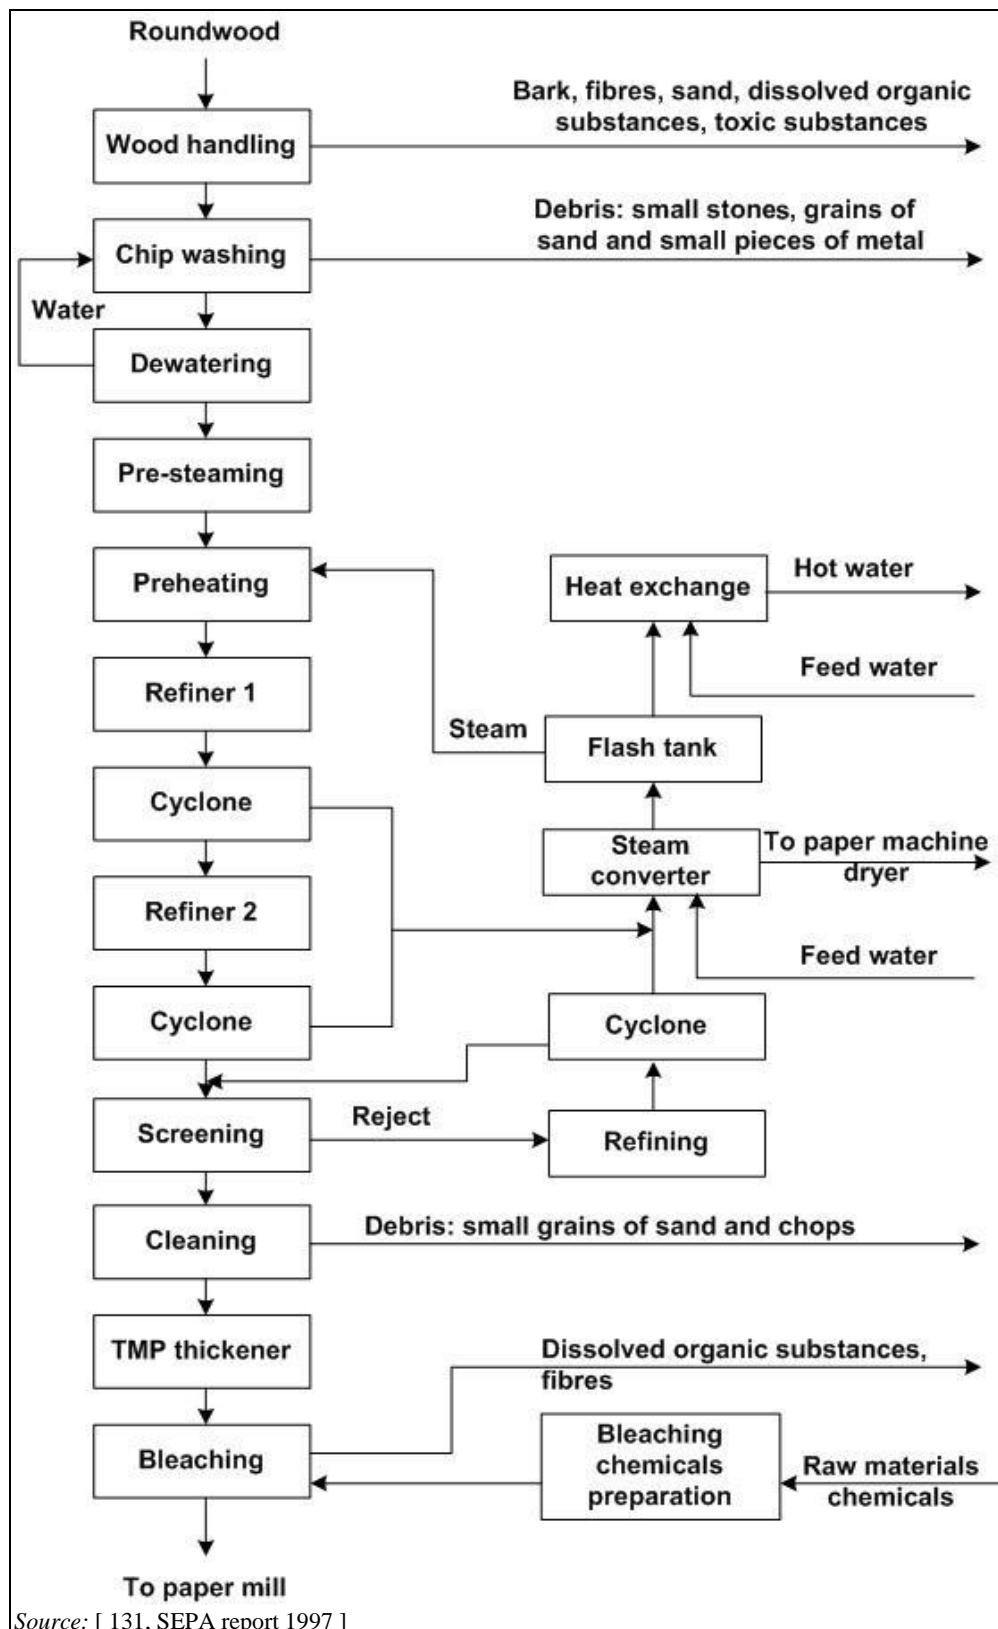 Roundwood
Bark, fibres, sand, dissolved organic
substances, toxic substances
Wood handling
Debris: small stones, grains of
sand and small pieces of metal
Chip washing
Water
Dewatering
Pre-steaming
Preheating
Heat exchange
Hot water
Feed water
Refiner 1
Steam
Flash tank
Cyclone
Steam
converter
To paper machine
dryer
Refiner 2
Feed water
Cyclone
Cyclone
Screening
Reject
Refining
Cleaning
Debris: small grains of sand and chops
TMP thickener
Dissolved organic substances,
fibres
Bleaching
Bleaching
chemicals
preparation
Raw materials
chemicals
To paper mill
Source: [ 131, SEPA report 1997 ]